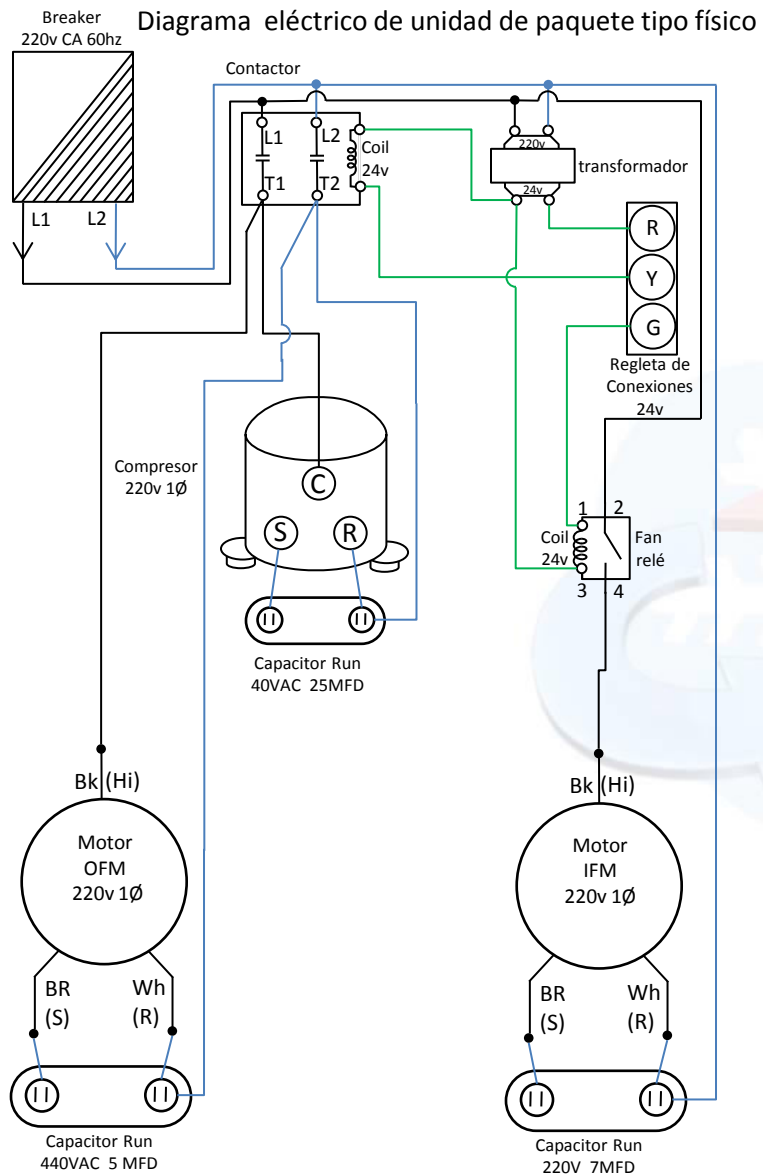 Diagrama eléctrico de unidad de paquete tipo físico
Breaker
220v CA 60hz
Contactor
L1
L2
L1 L2
Coil
24v
T1 T2
220v
transformador
24v
R
Y
G
Regleta de
Conexiones
24v
Compresor
220v 1Ø
C
S R
1 2
Coil
24v
Fan
relé
3 4
Capacitor Run
40VAC 25MFD
Bk (Hi)
Motor
OFM
220v 1Ø
BR
(S)
Wh
(R)
Capacitor Run
440VAC 5 MFD
Bk (Hi)
Motor
IFM
220v 1Ø
BR
(S)
Wh
(R)
Capacitor Run
220V 7MFD